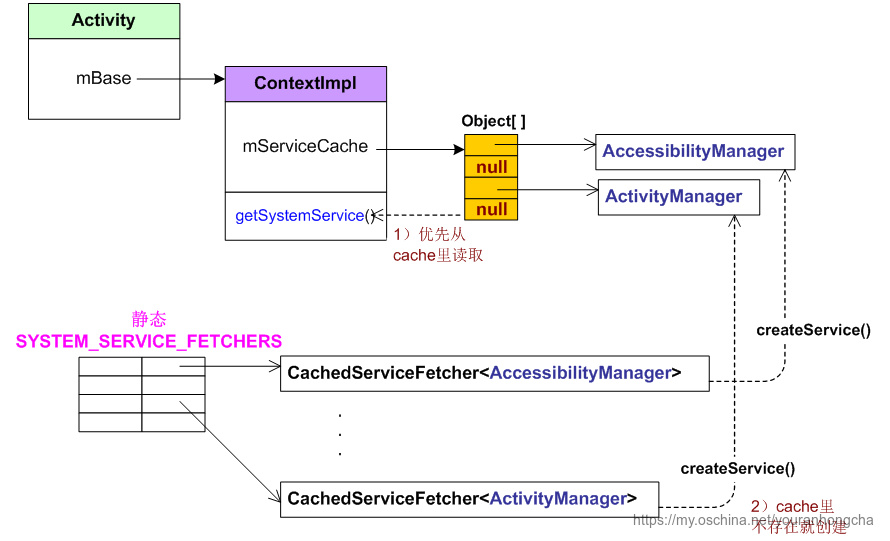 Activity
mBase
ContextImpl
mServiceCache
getSystemService()
Object[ ]
null
null
AccessibilityManager
ActivityManager
1）优先从
cache里读取
静态
SYSTEM_SERVICE_FETCHERS
createService()
CachedServiceFetcher<AccessibilityManager>
.
.
.
createService()
CachedServiceFetcher<ActivityManager>
2）cache里
不存在就创建
https://my.oschina.net/youranhongcha